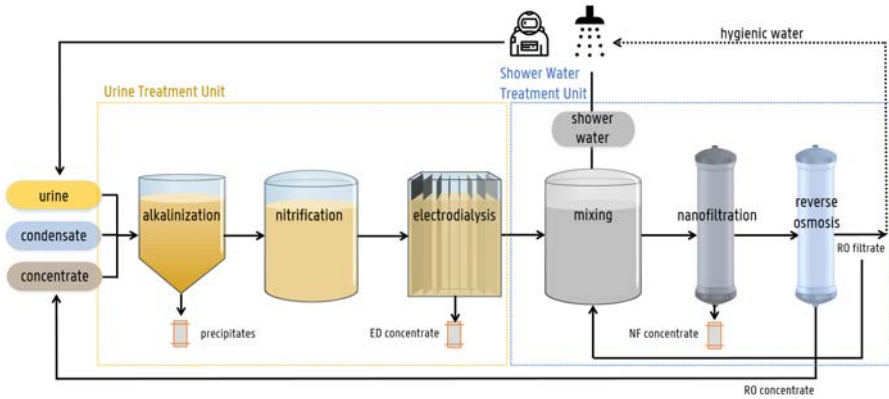 hygienic water
Urine Treatment Unit
Shower Water
Treatment Unit
shower
water
urine
condensate
concentrate
alkalinization
nitrification
electrodialysis
mixing
nanofiltration
reverse
osmosis
RO filtrate
precipitates
ED concentrate
NF concentrate
RO concentrate